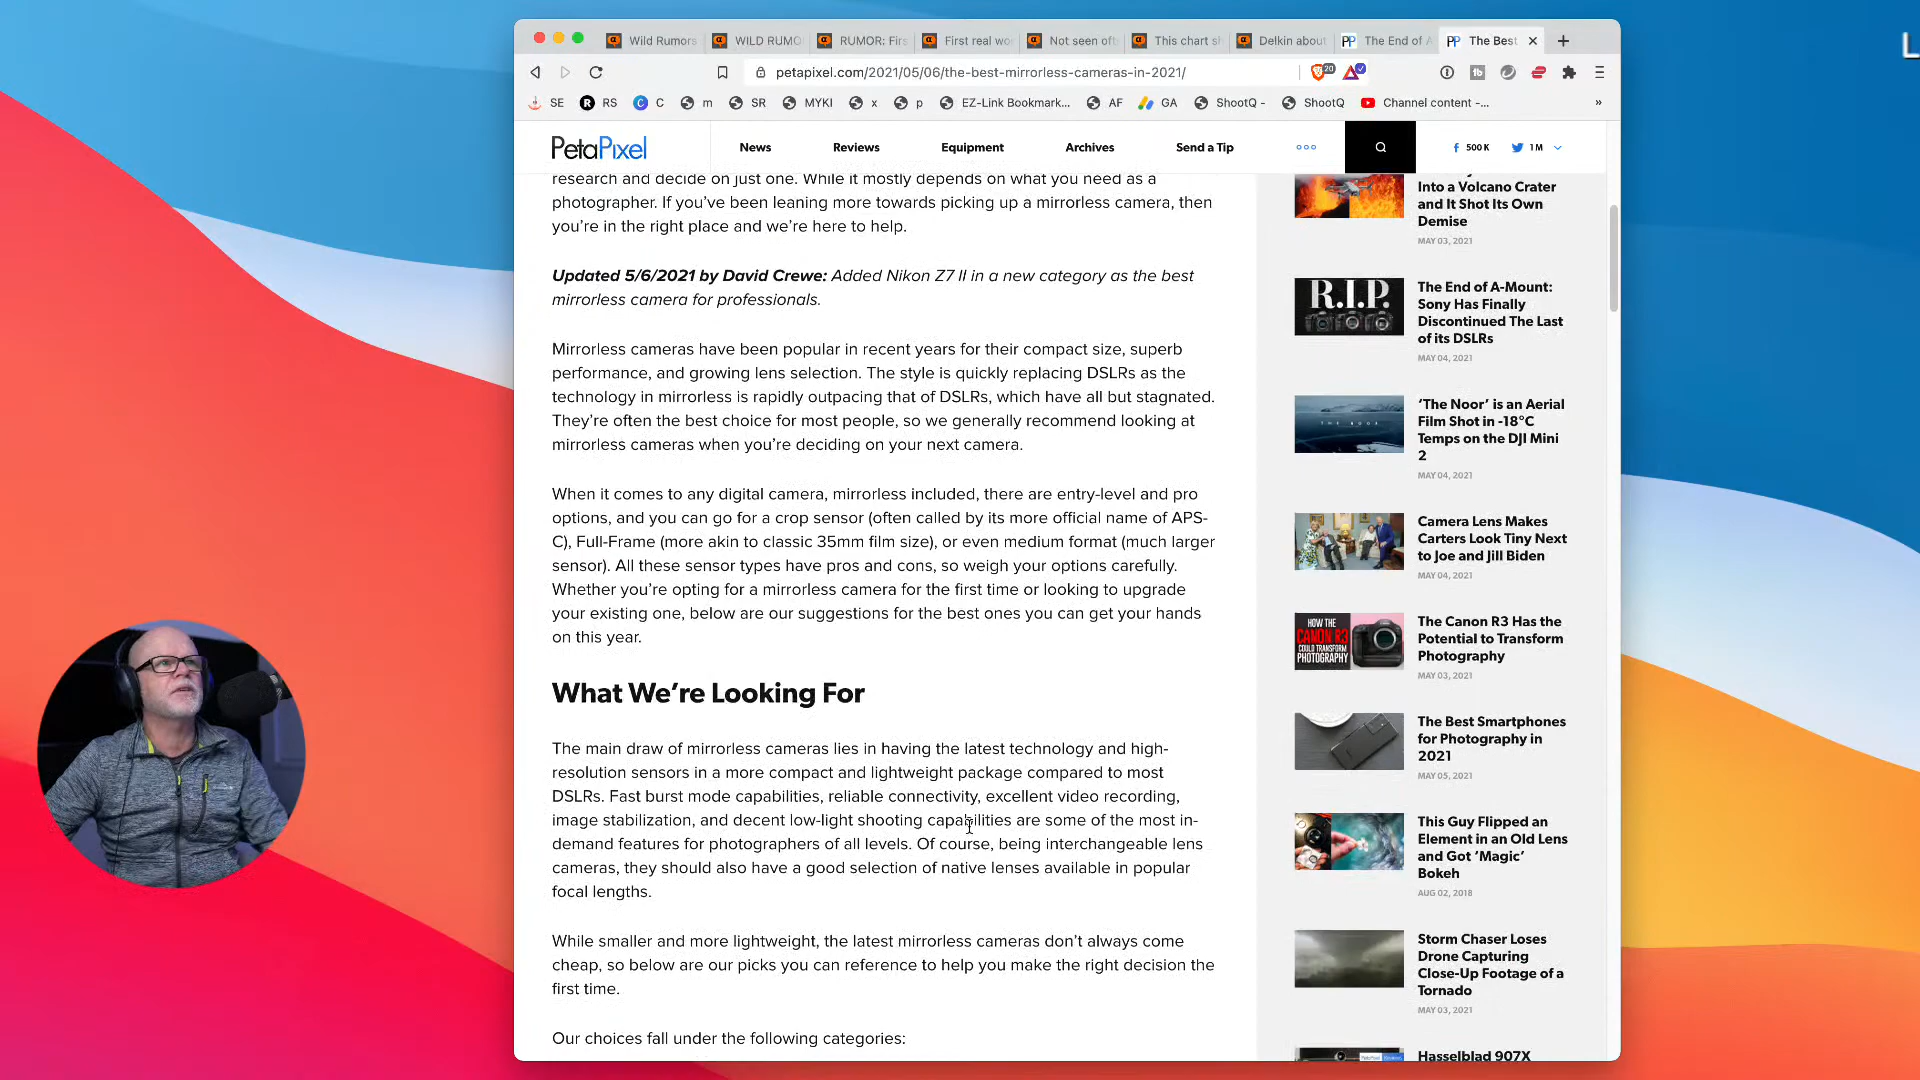 L
Wild Rumors
WILD RUMO
RUMOR: Firs
First real wo
Not seen oft
This chart sh
Delkin about
The End of A
The Best
petapixel.com/2021/05/06/the-best-mirrorless-cameras-in-2021/
20
SE
RS
C
m
SR
MYKI
x
p
EZ-Link Bookmark...
AF
GA
ShootQ -
ShootQ
Channel content -...
»
PetaPixel
News
Reviews
Equipment
Archives
Send a Tip
500 K
1 M
research and decide on just one. While it mostly depends on what you need as a
photographer. If you’ve been leaning more towards picking up a mirrorless camera, then
you’re in the right place and we’re here to help.
Updated 5/6/2021 by David Crewe: Added Nikon Z7 II in a new category as the best
mirrorless camera for professionals.
Mirrorless cameras have been popular in recent years for their compact size, superb
performance, and growing lens selection. The style is quickly replacing DSLRs as the
technology in mirrorless is rapidly outpacing that of DSLRs, which have all but stagnated.
They’re often the best choice for most people, so we generally recommend looking at
mirrorless cameras when you’re deciding on your next camera.
When it comes to any digital camera, mirrorless included, there are entry-level and pro
options, and you can go for a crop sensor (often called by its more official name of APS-
C), Full-Frame (more akin to classic 35mm film size), or even medium format (much larger
sensor). All these sensor types have pros and cons, so weigh your options carefully.
Whether you’re opting for a mirrorless camera for the first time or looking to upgrade
your existing one, below are our suggestions for the best ones you can get your hands
on this year.
What We’re Looking For
The main draw of mirrorless cameras lies in having the latest technology and high-
resolution sensors in a more compact and lightweight package compared to most
DSLRs. Fast burst mode capabilities, reliable connectivity, excellent video recording,
image stabilization, and decent low-light shooting capabilities are some of the most in-
demand features for photographers of all levels. Of course, being interchangeable lens
cameras, they should also have a good selection of native lenses available in popular
focal lengths.
While smaller and more lightweight, the latest mirrorless cameras don’t always come
cheap, so below are our picks you can reference to help you make the right decision the
first time.
Our choices fall under the following categories:
Into a Volcano Crater
and It Shot Its Own
Demise
MAY 03, 2021
R.I.P.
The End of A-Mount:
Sony Has Finally
Discontinued The Last
of its DSLRs
MAY 04, 2021
THE NOOR
‘The Noor’ is an Aerial
Film Shot in -18°C
Temps on the DJI Mini
2
MAY 04, 2021
Camera Lens Makes
Carters Look Tiny Next
to Joe and Jill Biden
MAY 04, 2021
HOW THE
CANON R3
COULD TRANSFORM
PHOTOGRAPHY
The Canon R3 Has the
Potential to Transform
Photography
MAY 03, 2021
The Best Smartphones
for Photography in
2021
MAY 05, 2021
This Guy Flipped an
Element in an Old Lens
and Got ‘Magic’
Bokeh
AUG 02, 2018
Storm Chaser Loses
Drone Capturing
Close-Up Footage of a
Tornado
MAY 03, 2021
Hasselblad 907X